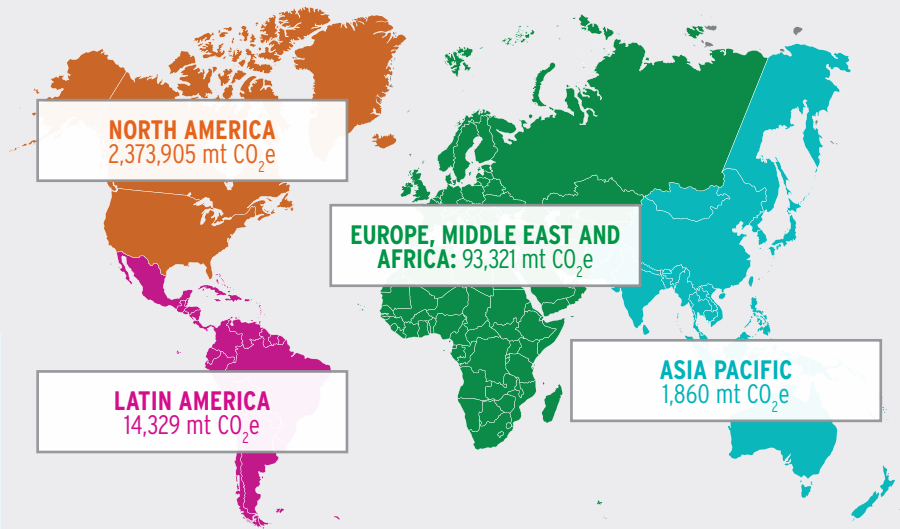 NORTH AMERICA
2,373,905 mt CO₂e
EUROPE, MIDDLE EAST AND
AFRICA: 93,321 mt CO₂e
LATIN AMERICA
14,329 mt CO₂e
ASIA PACIFIC
1,860 mt CO₂e